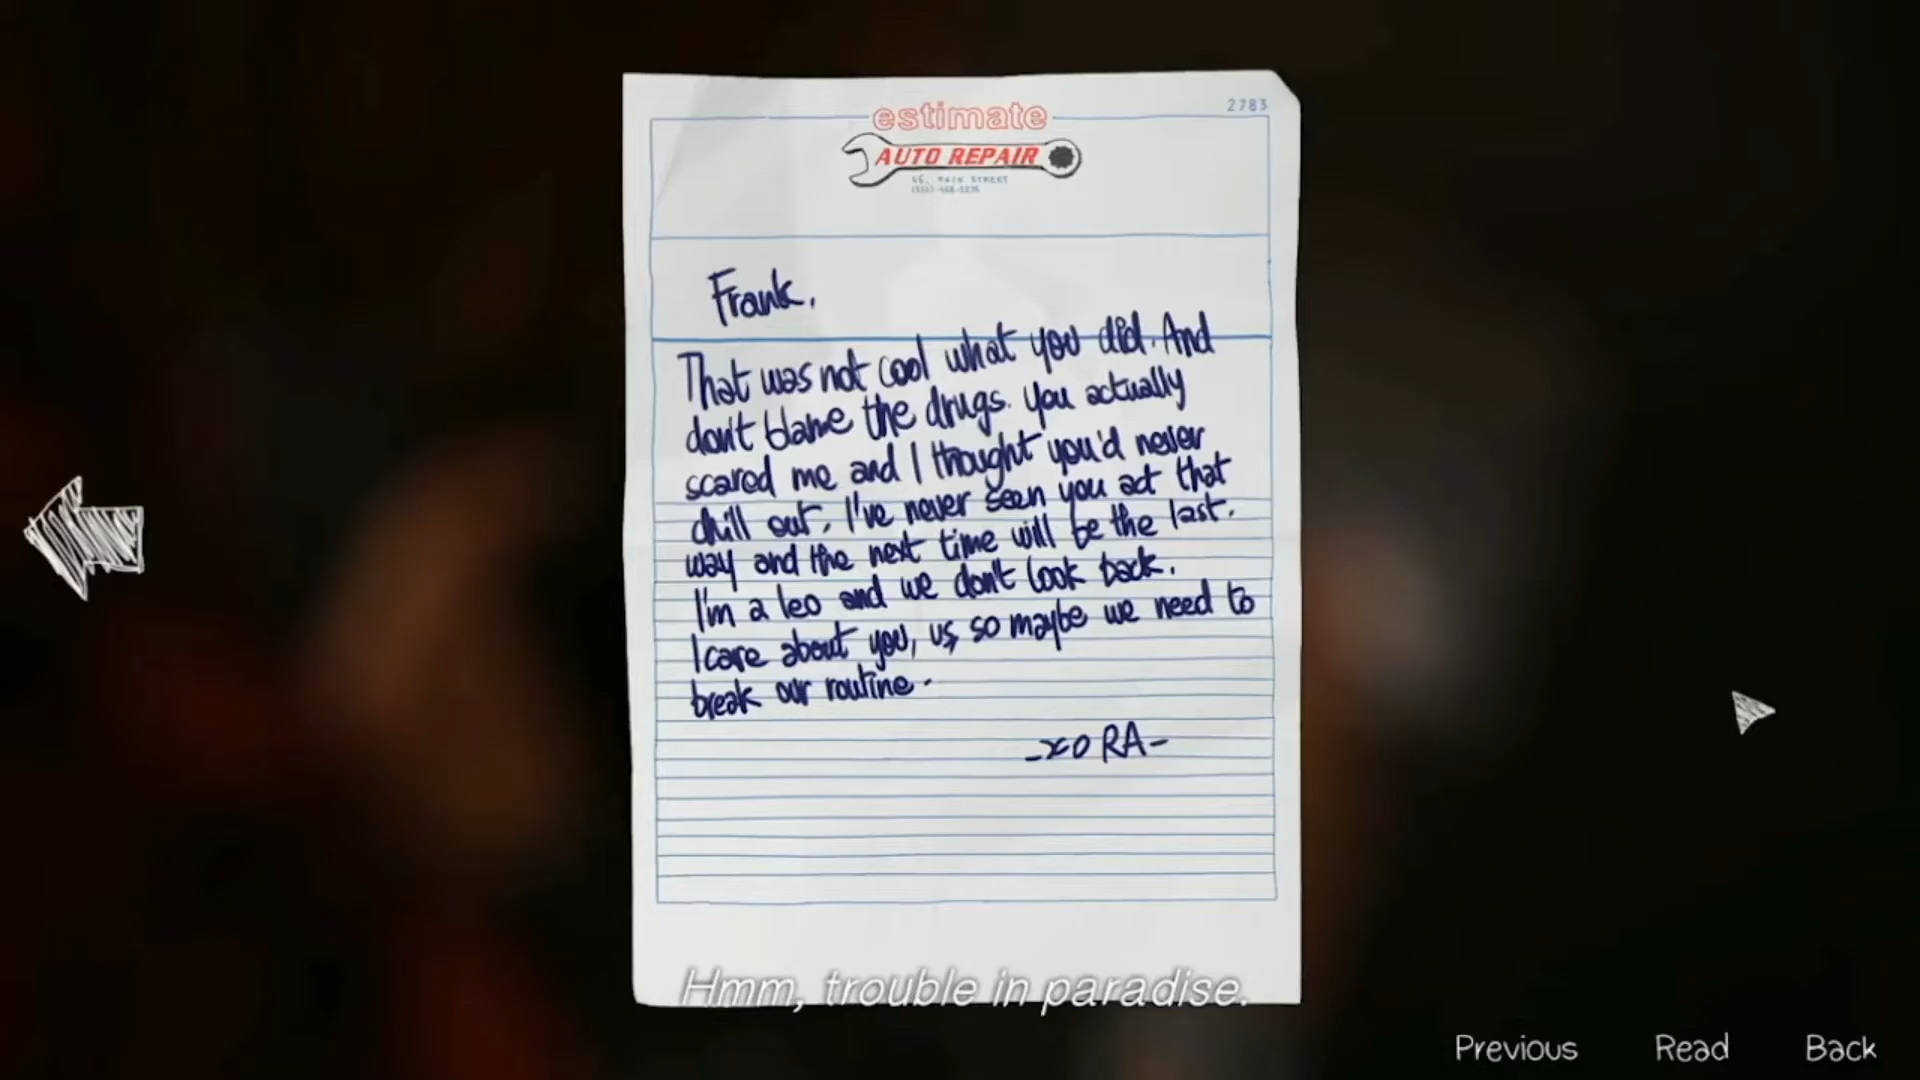 2783
estimate
AUTO REPAIR
MAIN STREET
Frank,
That was not cool what you did. And
don't blame the drugs. You actually
scared me and I thought you'd never
chill out. I've never seen you act that
way and the next time will be the last.
I'm a leo and we don't look back.
I care about you, us, so maybe we need to
break our routine.
-xo RA-
Hmm, trouble in paradise.
Previous Read Back